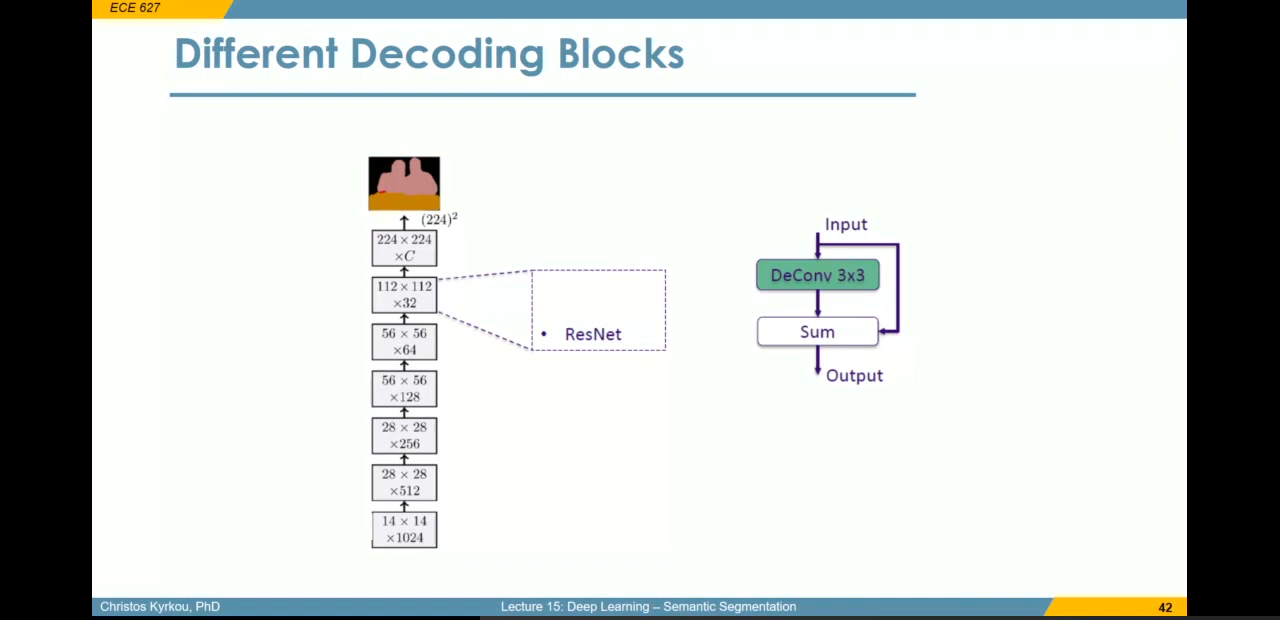 ECE 627
Different Decoding Blocks
(224)²
224 × 224
×C
112 × 112
×32
56 × 56
×64
56 × 56
×128
28 × 28
×256
28 × 28
×512
14 × 14
×1024
• ResNet
Input
DeConv 3x3
Sum
Output
Christos Kyrkou, PhD
Lecture 15: Deep Learning – Semantic Segmentation
42